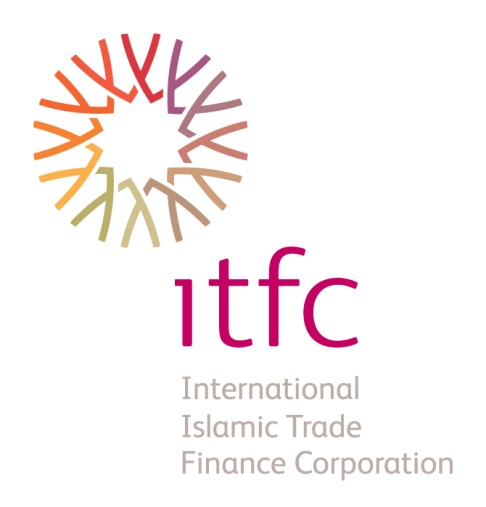 itfc
International
Islamic Trade
Finance Corporation